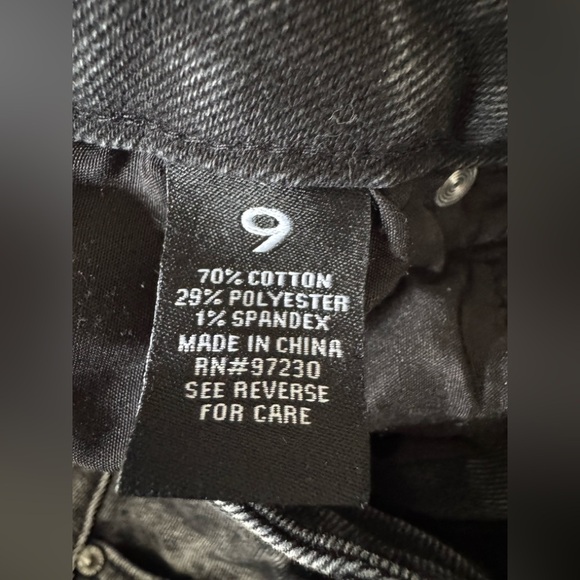 9
70% COTTON
29% POLYESTER
1% SPANDEX
MADE IN CHINA
RN#97230
SEE REVERSE
FOR CARE